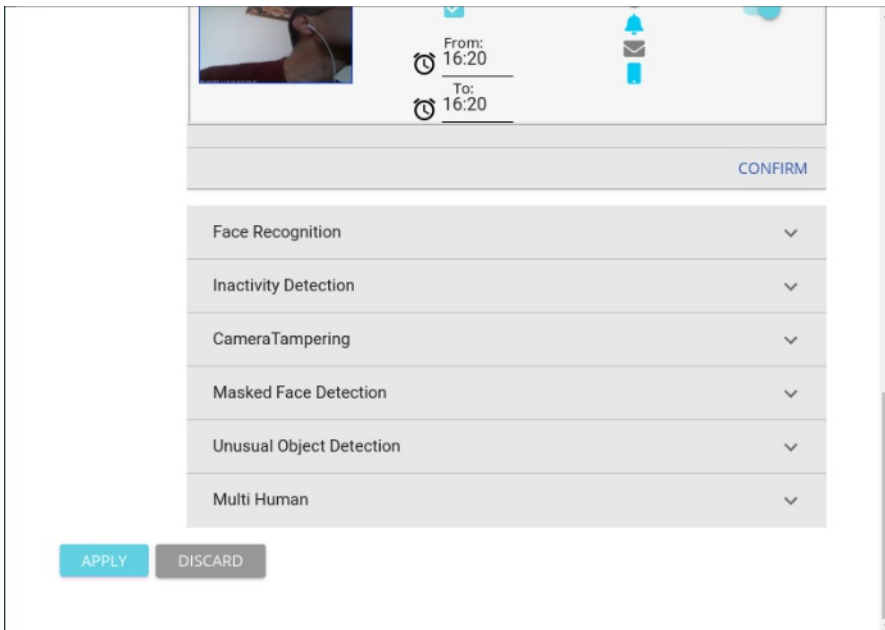 From:
16:20
To:
16:20
CONFIRM
Face Recognition
Inactivity Detection
CameraTampering
Masked Face Detection
Unusual Object Detection
Multi Human
APPLY
DISCARD